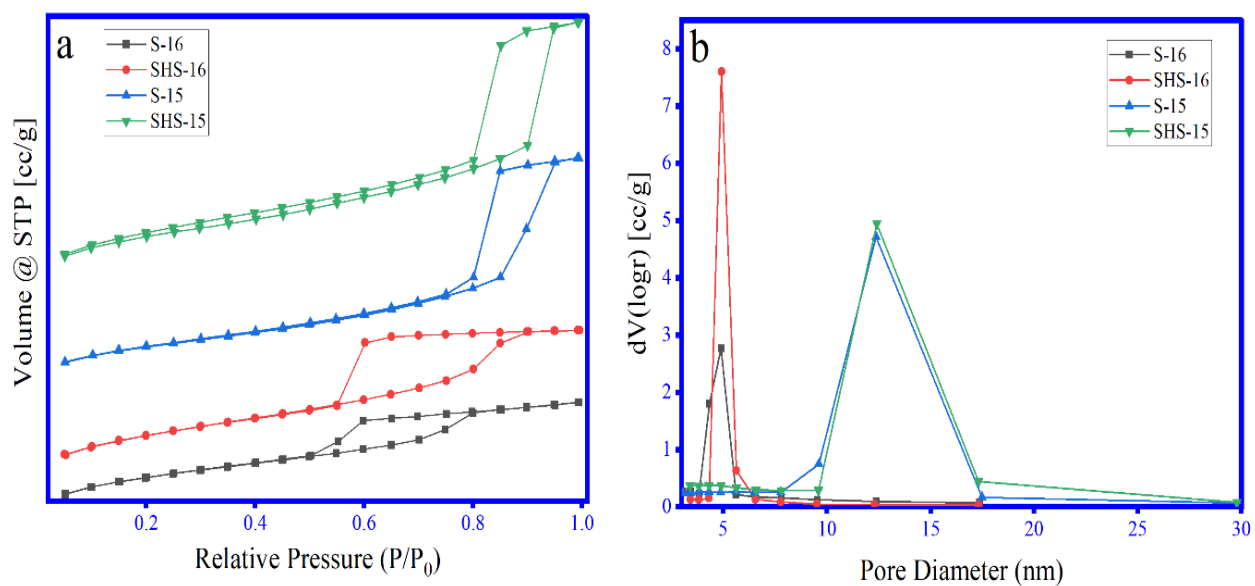 a
S-16
SHS-16
S-15
SHS-15
Volume @ STP [cc/g]
0.2
0.4
0.6
0.8
1.0
Relative Pressure (P/P₀)
b
S-16
SHS-16
S-15
SHS-15
dV(logr) [cc/g]
8
7
6
5
4
3
2
1
0
5
10
15
20
25
30
Pore Diameter (nm)